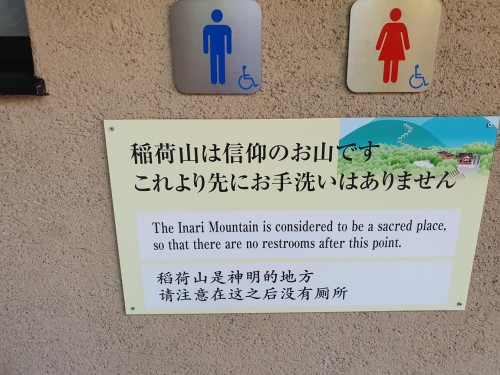 稲荷山は信仰のお山です
これより先にお手洗いはありません
The Inari Mountain is considered to be a sacred place,
so that there are no restrooms after this point.
稻荷山是神明的地方
请注意在这之后没有厕所